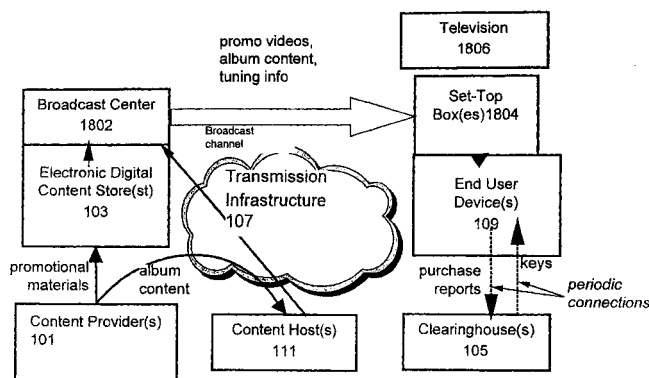 promo videos,
album content,
tuning info
Television
1806
Broadcast Center
1802
Broadcast
channel
Set-Top
Box(es)1804
Electronic Digital
Content Store(st)
103
Transmission
Infrastructure
107
End User
Device(s)
109
promotional
materials
album
content
purchase
reports
keys
periodic
connections
Content Provider(s)
101
Content Host(s)
111
Clearinghouse(s)
105